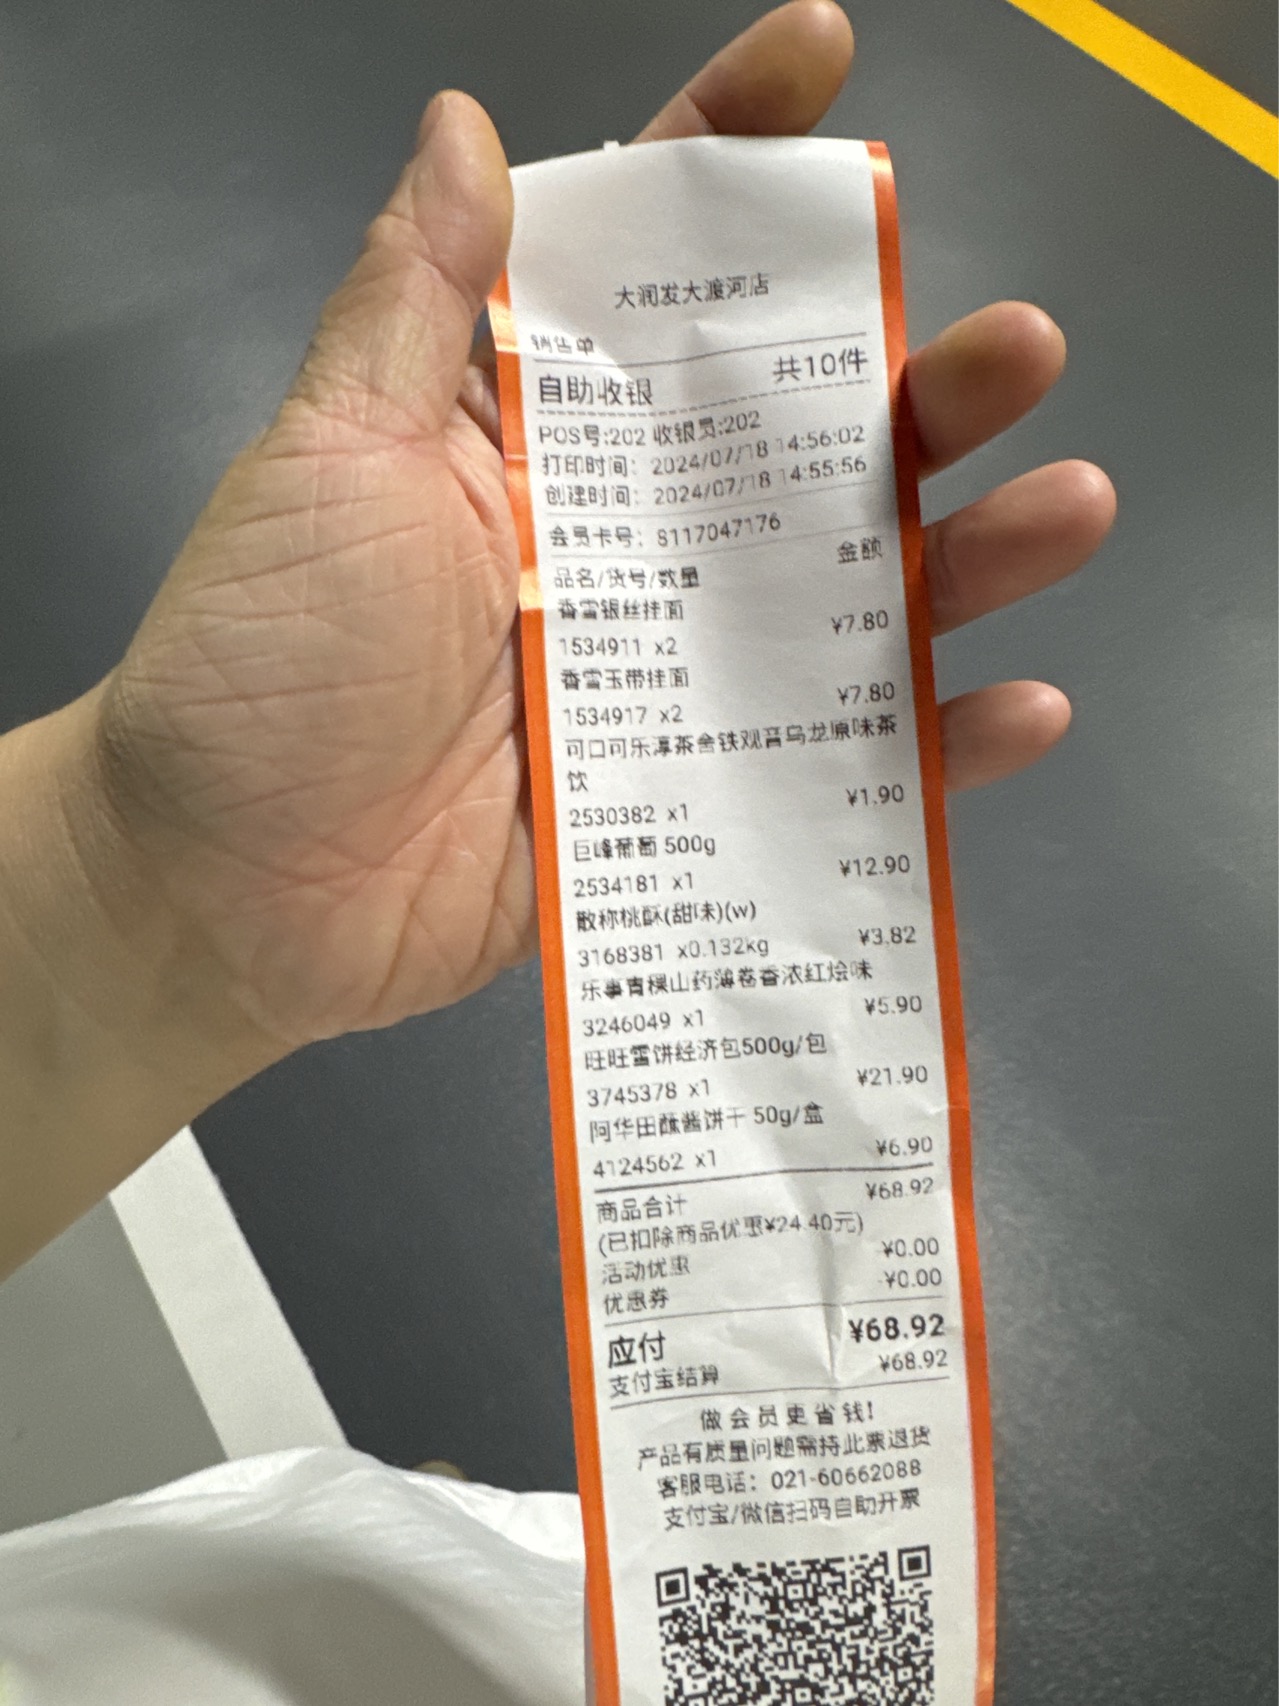 大润发大渡河店
销售单
自助收银 共10件
POS号:202 收银员:202
打印时间: 2024/07/18 14:56:02
创建时间: 2024/07/18 14:55:56
会员卡号: 8117047176
品名/货号/数量 金额
香雪银丝挂面
1534911 x2 ¥7.80
香雪玉带挂面
1534917 x2 ¥7.80
可口可乐淳茶舍铁观音乌龙原味茶
饮
2530382 x1 ¥1.90
巨峰葡萄 500g
2534181 x1 ¥12.90
散称桃酥(甜味)(w)
3168381 x0.132kg ¥3.82
乐事青稞山药薄卷香浓红烩味
3246049 x1 ¥5.90
旺旺雪饼经济包500g/包
3745378 x1 ¥21.90
阿华田蘸酱饼干 50g/盒
4124562 x1 ¥6.90
商品合计 ¥68.92
(已扣除商品优惠¥24.40元)
活动优惠 -¥0.00
优惠券 -¥0.00
应付 ¥68.92
支付宝结算 ¥68.92
做会员更省钱!
产品有质量问题需持此票退货
客服电话: 021-60662088
支付宝/微信扫码自助开票